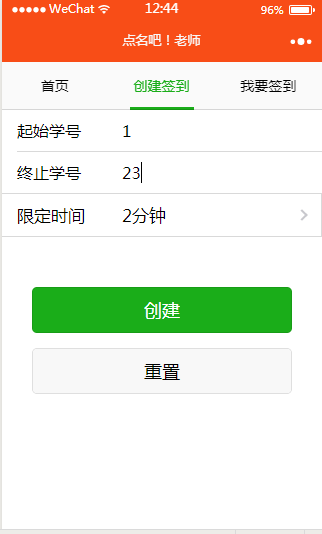 WeChat 12:44 96%
点名吧！老师
首页 创建签到 我要签到
起始学号 1
终止学号 23
限定时间 2分钟
创建
重置